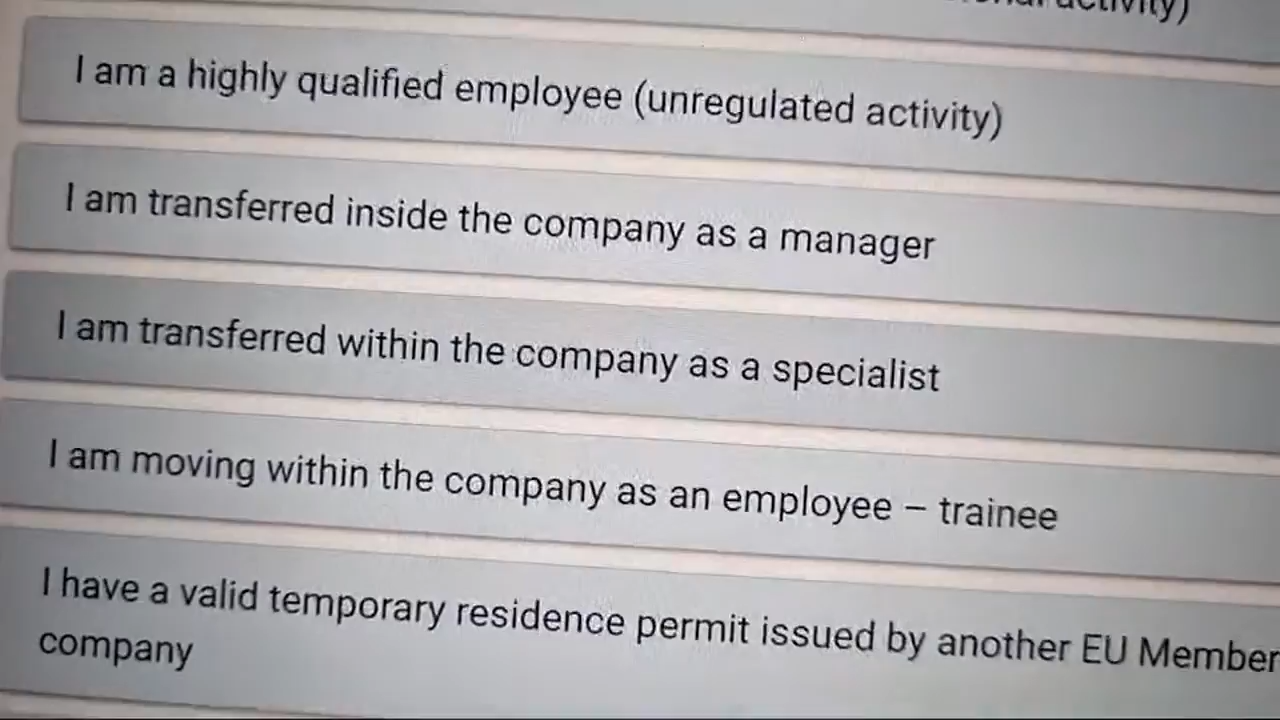 activity)
I am a highly qualified employee (unregulated activity)
I am transferred inside the company as a manager
I am transferred within the company as a specialist
I am moving within the company as an employee – trainee
I have a valid temporary residence permit issued by another EU Member
company